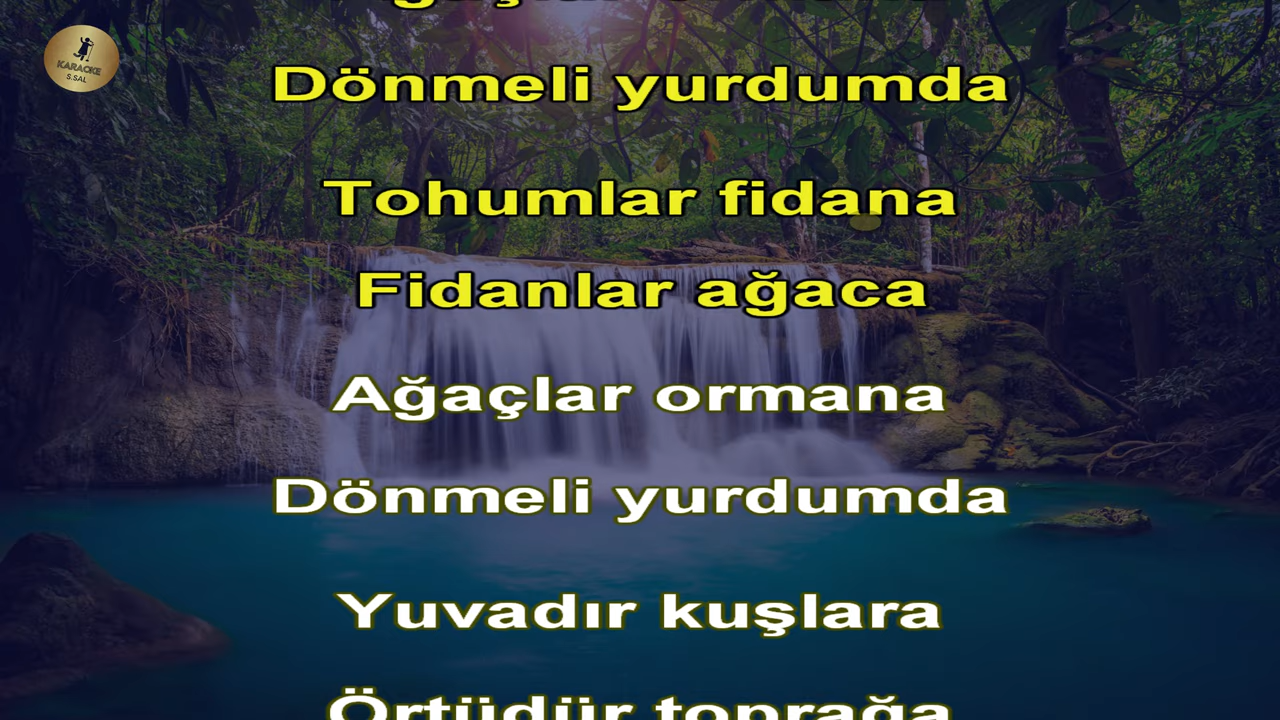 KARAOKE
S.SAL
Dönmeli yurdumda
Tohumlar fidana
Fidanlar ağaca
Ağaçlar ormana
Dönmeli yurdumda
Yuvadır kuşlara
Örtüdür toprağa